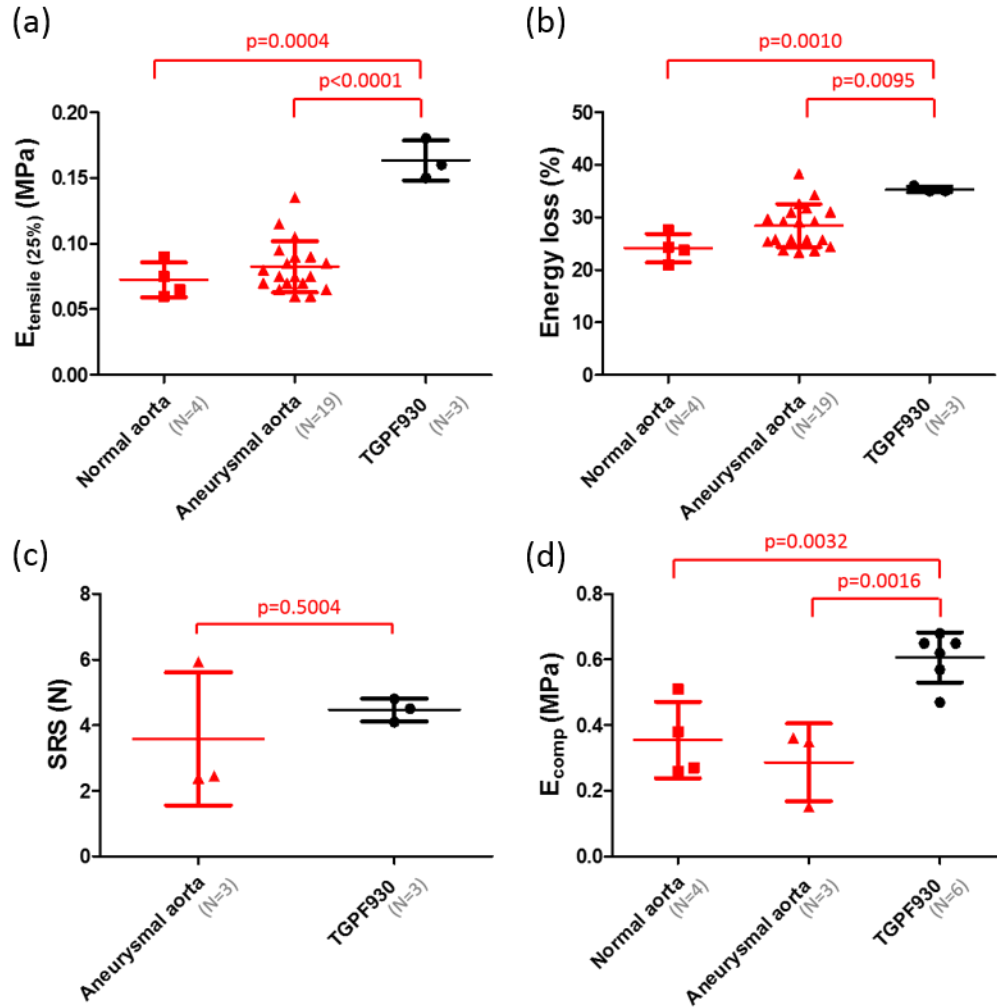 (a)
p=0.0004
p<0.0001
E_tensile (25%) (MPa)
0.20
0.15
0.10
0.05
0.00
Normal aorta
(N=4)
Aneurysmal aorta
(N=19)
TGPF930
(N=3)
(b)
p=0.0010
p=0.0095
Energy loss (%)
50
40
30
20
10
0
Normal aorta
(N=4)
Aneurysmal aorta
(N=19)
TGPF930
(N=3)
(c)
p=0.5004
SRS (N)
8
6
4
2
0
Aneurysmal aorta
(N=3)
TGPF930
(N=3)
(d)
p=0.0032
p=0.0016
E_comp (MPa)
0.8
0.6
0.4
0.2
0.0
Normal aorta
(N=4)
Aneurysmal aorta
(N=3)
TGPF930
(N=6)